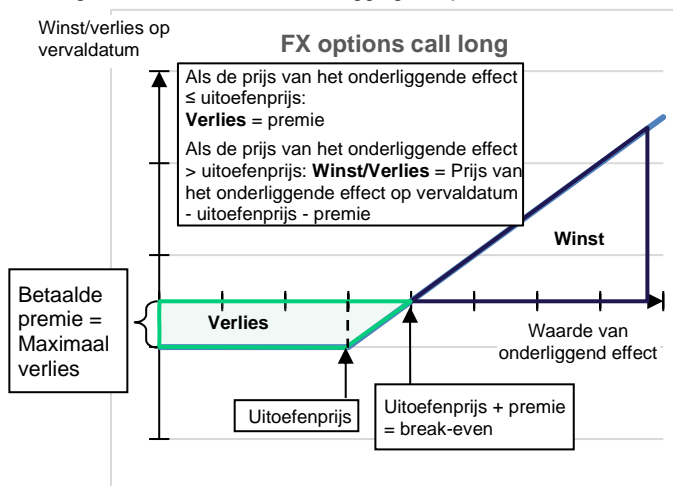 Winst/verlies op
vervaldatum
FX options call long
Als de prijs van het onderliggende effect
≤ uitoefenprijs:
Verlies = premie
Als de prijs van het onderliggende effect
> uitoefenprijs: Winst/Verlies = Prijs van
het onderliggende effect op vervaldatum
- uitoefenprijs - premie
Winst
Betaalde
premie =
Maximaal
verlies
Verlies
Waarde van
onderliggend effect
Uitoefenprijs
Uitoefenprijs + premie
= break-even